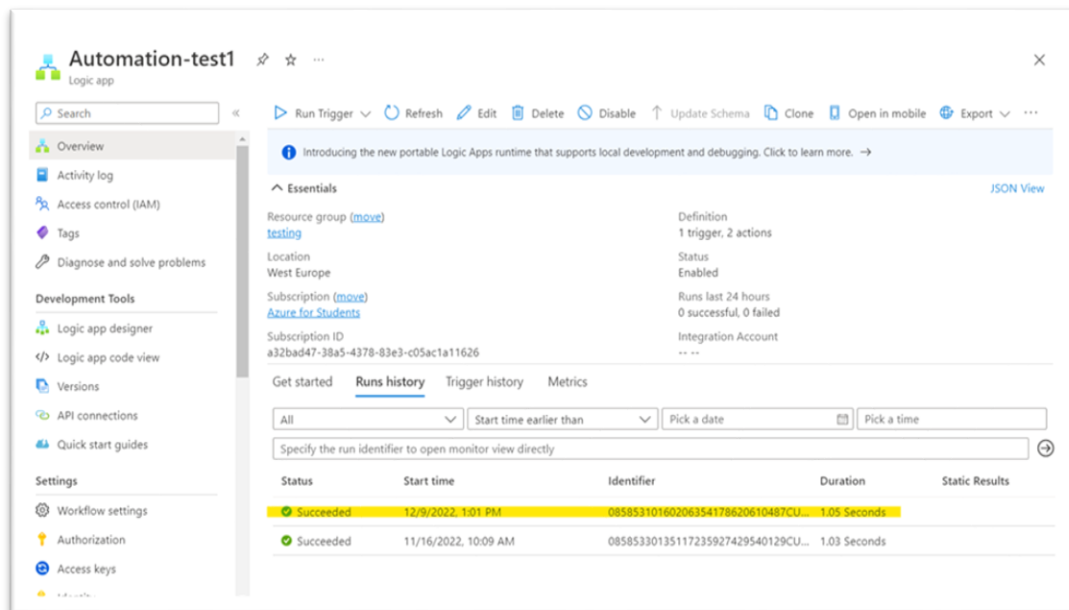 Automation-test1
Logic app
Search
«
Run Trigger
Refresh
Edit
Delete
Disable
Update Schema
Clone
Open in mobile
Export
Overview
Activity log
Access control (IAM)
Tags
Diagnose and solve problems
Development Tools
Logic app designer
Logic app code view
Versions
API connections
Quick start guides
Settings
Workflow settings
Authorization
Access keys
Identity
Introducing the new portable Logic Apps runtime that supports local development and debugging. Click to learn more. →
Essentials
JSON View
Resource group (move)
testing
Location
West Europe
Subscription (move)
Azure for Students
Subscription ID
a32bad47-38a5-4378-83e3-c05ac1a11626
Definition
1 trigger, 2 actions
Status
Enabled
Runs last 24 hours
0 successful, 0 failed
Integration Account
-- --
Get started Runs history Trigger history Metrics
All Start time earlier than Pick a date Pick a time
Specify the run identifier to open monitor view directly
Status Start time Identifier Duration Static Results
Succeeded 12/9/2022, 1:01 PM 08585310160206354178620610487CU... 1.05 Seconds
Succeeded 11/16/2022, 10:09 AM 08585330135117235927429540129CU... 1.03 Seconds